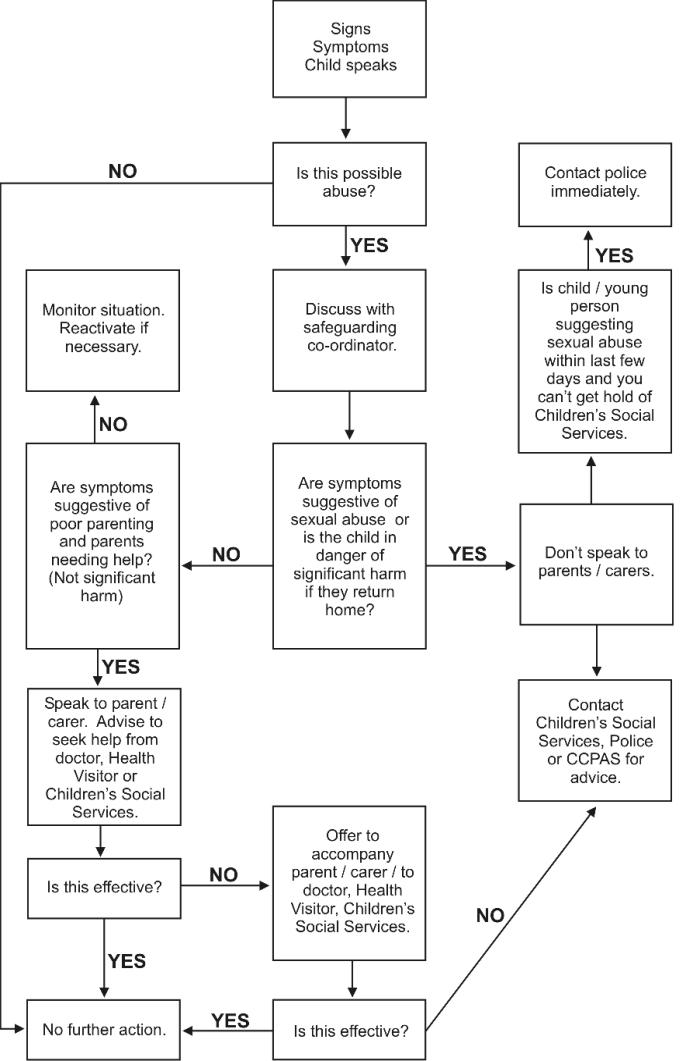 Signs
Symptoms
Child speaks
NO
Is this possible
abuse?
Contact police
immediately.
YES
YES
Monitor situation.
Reactivate if
necessary.
Discuss with
safeguarding
co-ordinator.
Is child / young
person
suggesting
sexual abuse
within last few
days and you
can't get hold of
Children's Social
Services.
NO
Are symptoms
suggestive of
poor parenting
and parents
needing help?
(Not significant
harm)
NO
Are symptoms
suggestive of
sexual abuse or
is the child in
danger of
significant harm
if they return
home?
YES
Don't speak to
parents / carers.
YES
Speak to parent /
carer. Advise to
seek help from
doctor, Health
Visitor or
Children's Social
Services.
Contact
Children's Social
Services, Police
or CCPAS for
advice.
Is this effective?
NO
Offer to
accompany
parent / carer / to
doctor, Health
Visitor, Children's
Social Services.
NO
YES
No further action.
YES
Is this effective?